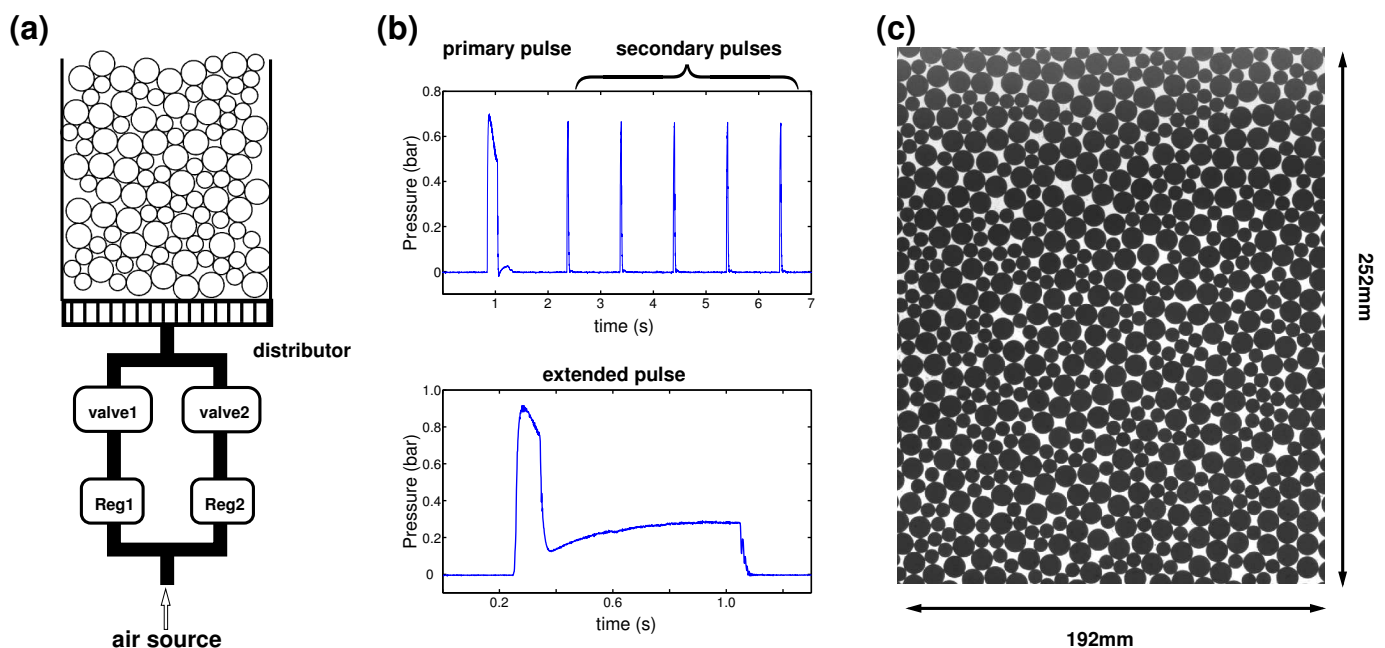 (a)
distributor
valve1
valve2
Reg1
Reg2
air source
(b)
primary pulse
secondary pulses
0.8
0.6
0.4
0.2
0
Pressure (bar)
1
2
3
4
5
6
7
time (s)
extended pulse
1.0
0.8
0.6
0.4
0.2
0
Pressure (bar)
0.2
0.6
1.0
time (s)
(c)
252mm
192mm